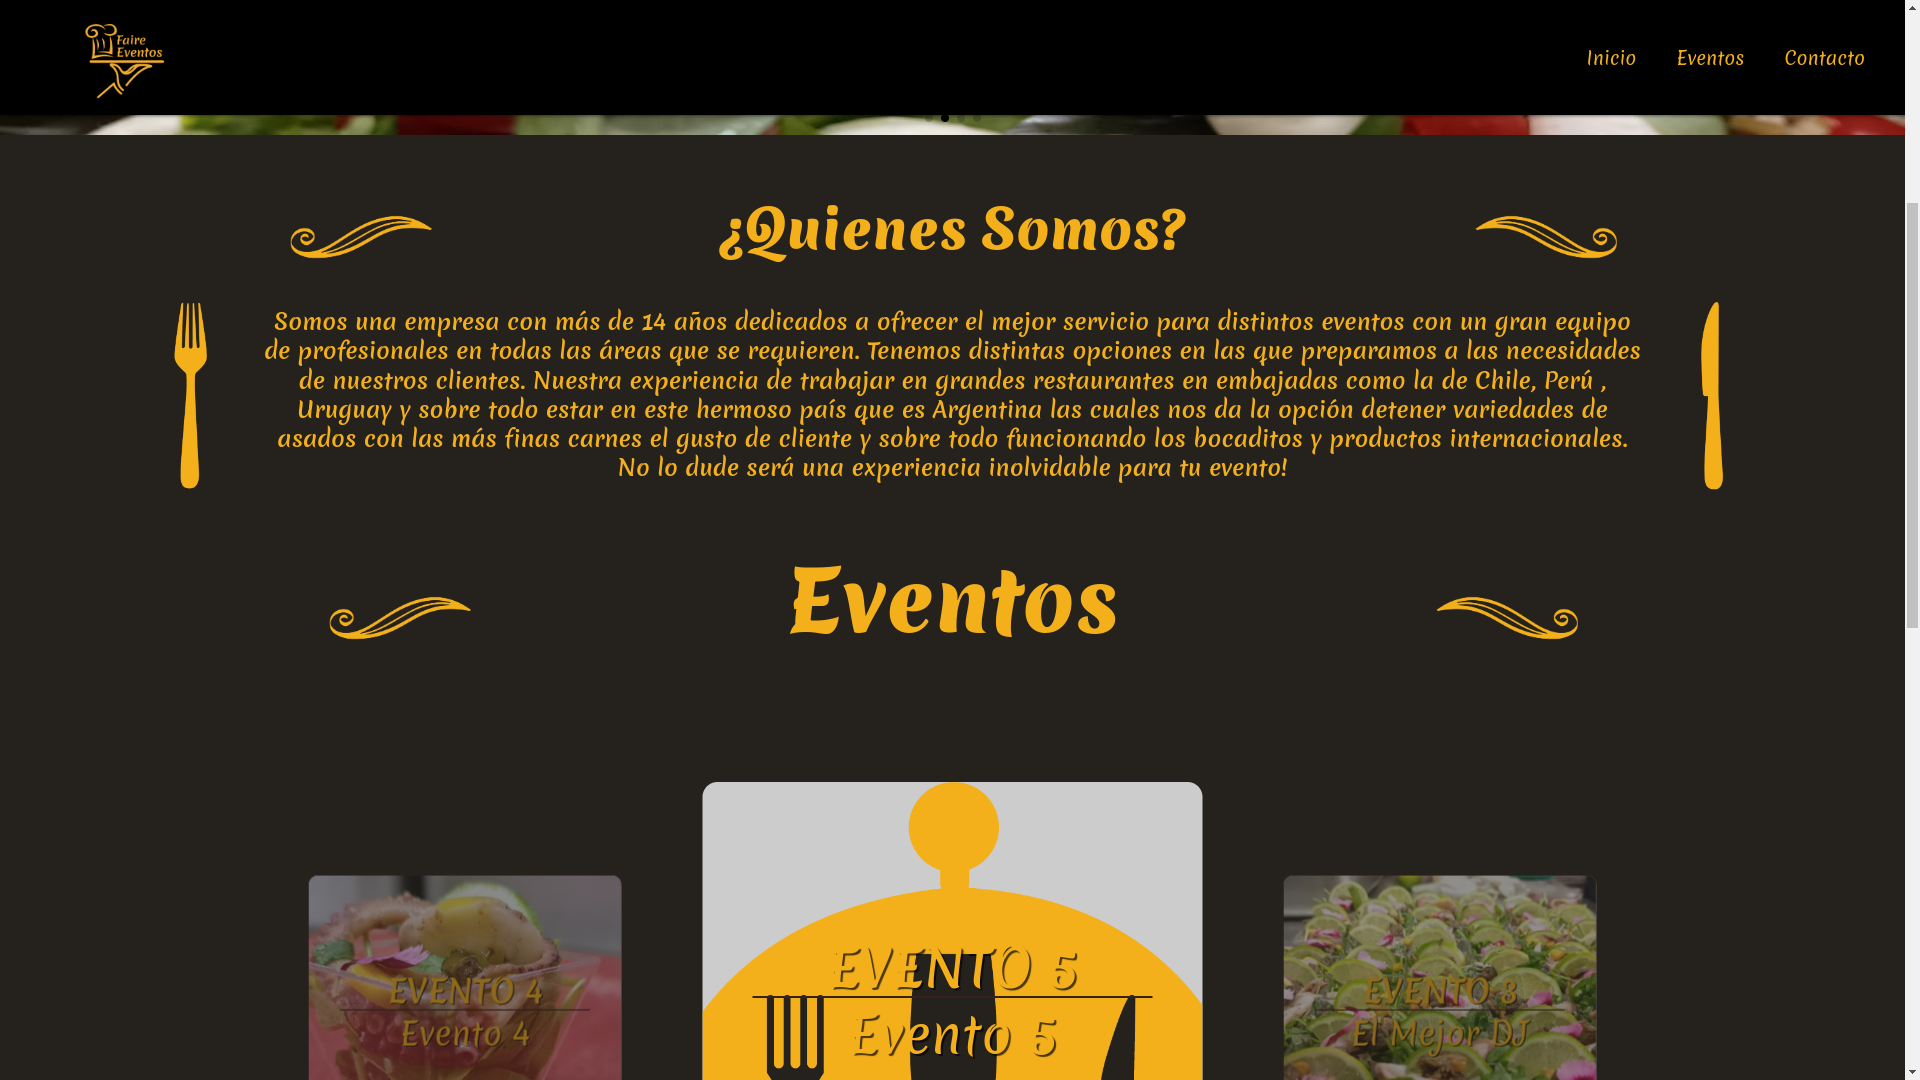 Faire
Eventos
Inicio Eventos Contacto
¿Quienes Somos?
Somos una empresa con más de 14 años dedicados a ofrecer el mejor servicio para distintos eventos con un gran equipo
de profesionales en todas las áreas que se requieren. Tenemos distintas opciones en las que preparamos a las necesidades
de nuestros clientes. Nuestra experiencia de trabajar en grandes restaurantes en embajadas como la de Chile, Perú ,
Uruguay y sobre todo estar en este hermoso país que es Argentina las cuales nos da la opción detener variedades de
asados con las más finas carnes el gusto de cliente y sobre todo funcionando los bocaditos y productos internacionales.
No lo dude será una experiencia inolvidable para tu evento!
Eventos
EVENTO 4
Evento 4
EVENTO 5
Evento 5
EVENTO 3
El Mejor DJ